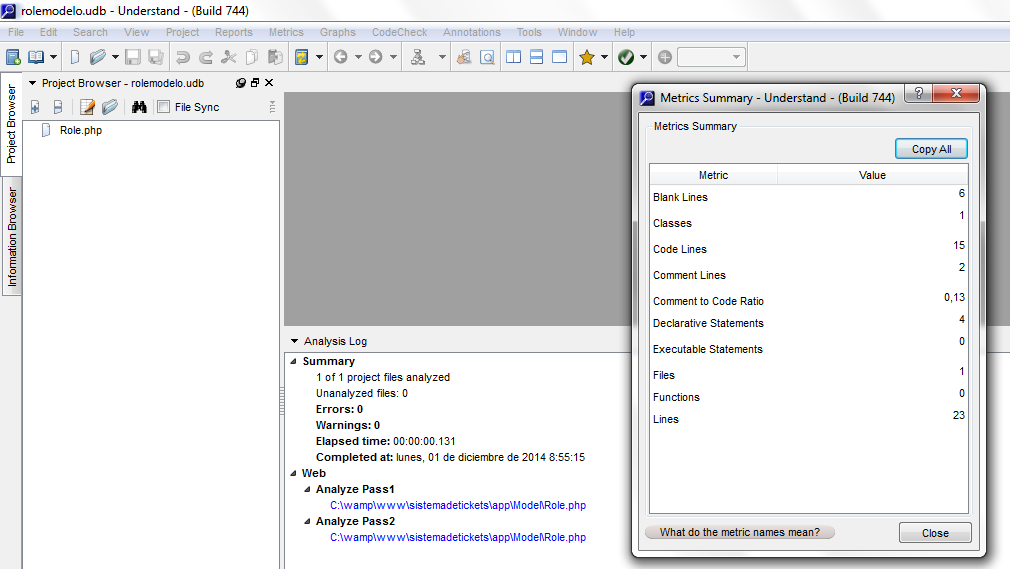 rolemodelo.udb - Understand - (Build 744)
File Edit Search View Project Reports Metrics Graphs CodeCheck Annotations Tools Window Help
Project Browser
Information Browser
Project Browser - rolemodelo.udb
File Sync
Role.php
Analysis Log
Summary
1 of 1 project files analyzed
Unanalyzed files: 0
Errors: 0
Warnings: 0
Elapsed time: 00:00:00.131
Completed at: lunes, 01 de diciembre de 2014 8:55:15
Web
Analyze Pass1
C:\wamp\www\sistemadetickets\app\Model\Role.php
Analyze Pass2
C:\wamp\www\sistemadetickets\app\Model\Role.php
Metrics Summary - Understand - (Build 744)
Metrics Summary
Copy All
Metric Value
Blank Lines 6
Classes 1
Code Lines 15
Comment Lines 2
Comment to Code Ratio 0,13
Declarative Statements 4
Executable Statements 0
Files 1
Functions 0
Lines 23
What do the metric names mean?
Close